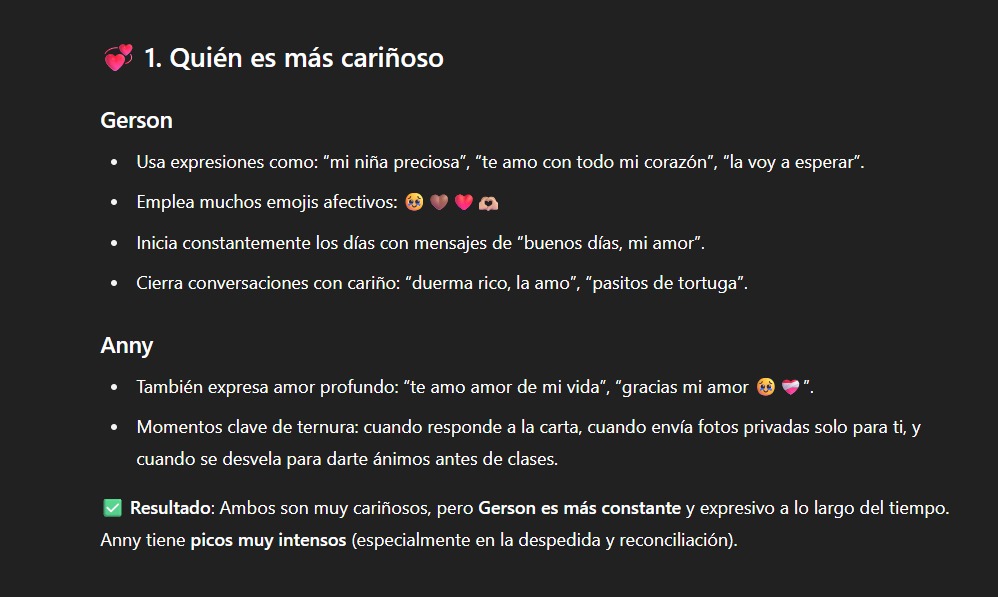 💞 1. Quién es más cariñoso
Gerson
• Usa expresiones como: “mi niña preciosa”, “te amo con todo mi corazón”, “la voy a esperar”.
• Emplea muchos emojis afectivos: 🥹 🤎 ❤️ 🫶🏼
• Inicia constantemente los días con mensajes de “buenos días, mi amor”.
• Cierra conversaciones con cariño: “duerma rico, la amo”, “pasitos de tortuga”.
Anny
• También expresa amor profundo: “te amo amor de mi vida”, “gracias mi amor 🥹 ❤️‍🩹”.
• Momentos clave de ternura: cuando responde a la carta, cuando envía fotos privadas solo para ti, y
cuando se desvela para darte ánimos antes de clases.
✅ Resultado: Ambos son muy cariñosos, pero Gerson es más constante y expresivo a lo largo del tiempo.
Anny tiene picos muy intensos (especialmente en la despedida y reconciliación).